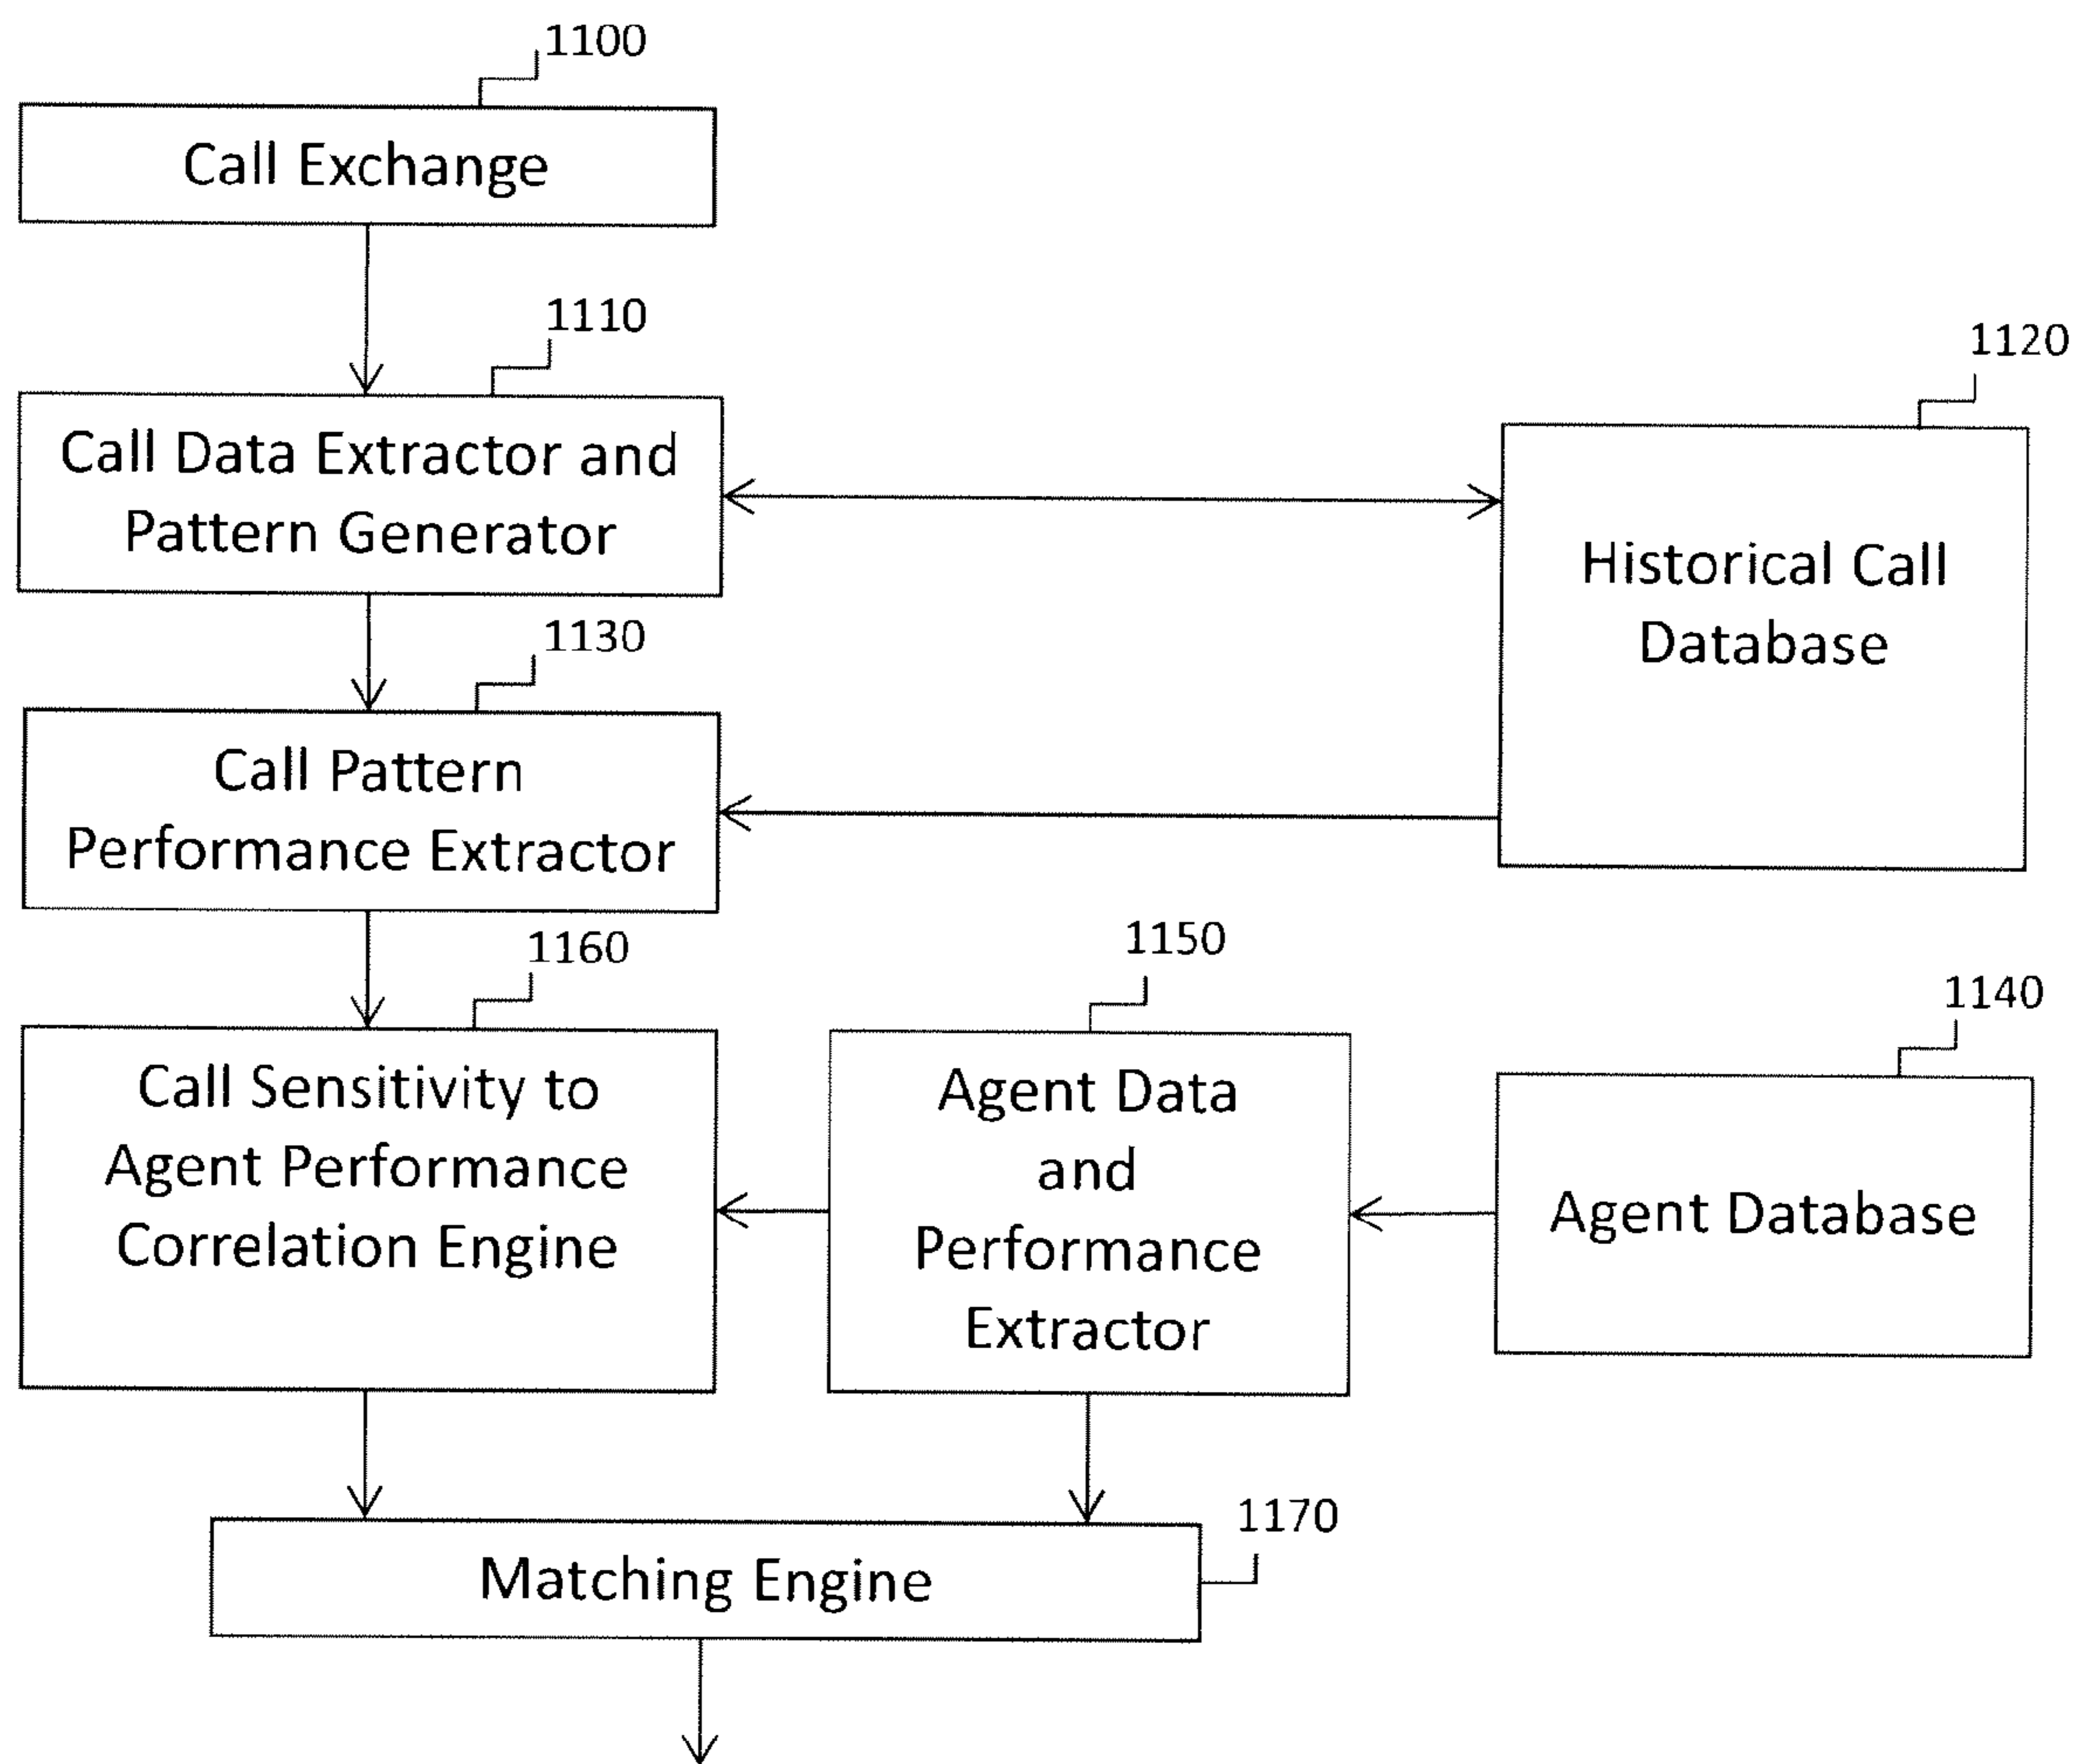 1100
Call Exchange
1110
1120
Call Data Extractor and
Pattern Generator
Historical Call
Database
1130
Call Pattern
Performance Extractor
1160
1150
1140
Call Sensitivity to
Agent Performance
Correlation Engine
Agent Data
and
Performance
Extractor
Agent Database
1170
Matching Engine